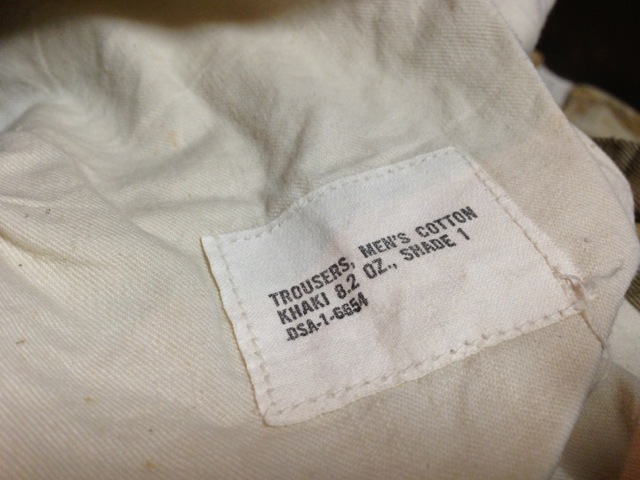 TROUSERS, MEN'S COTTON
KHAKI 8.2 OZ., SHADE 1
DSA-1-6654